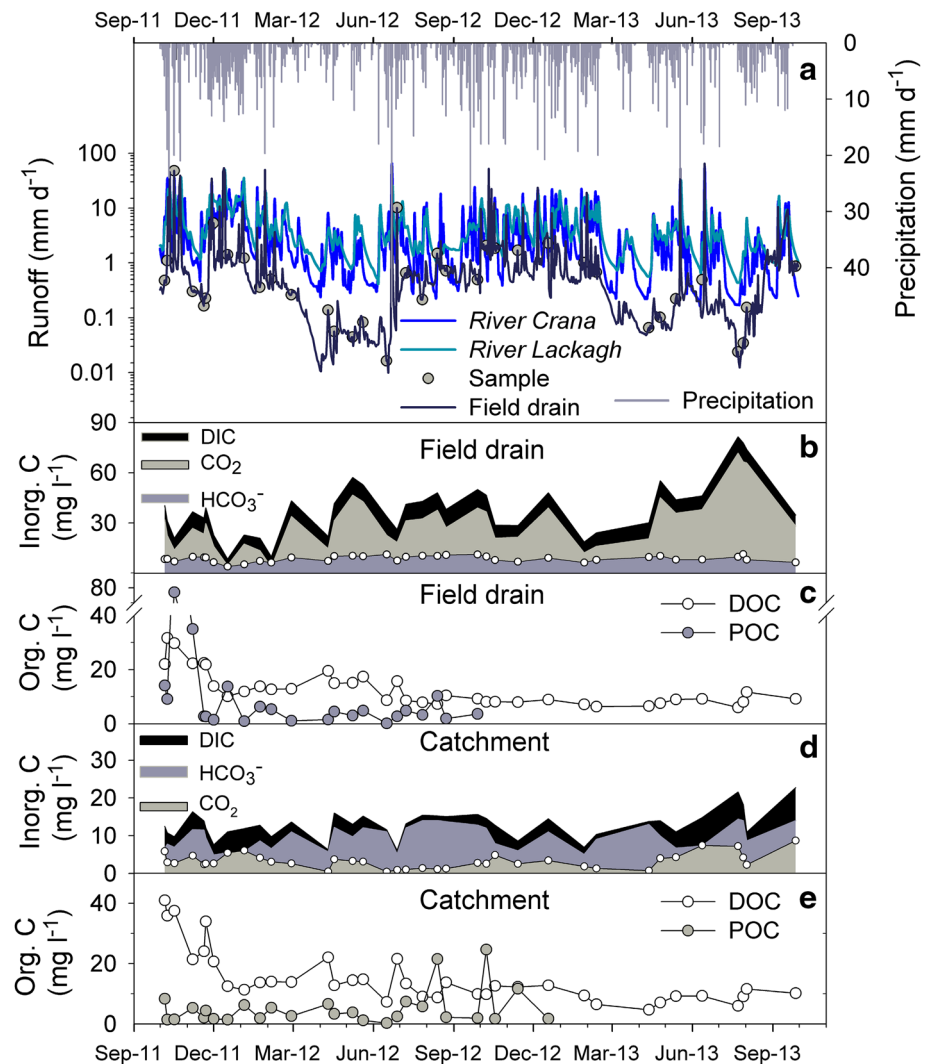 Sep-11 Dec-11 Mar-12 Jun-12 Sep-12 Dec-12 Mar-13 Jun-13 Sep-13
a
Runoff (mm d⁻¹)
100
10
1
0.1
0.01
Precipitation (mm d⁻¹)
0
10
20
30
40
River Crana
River Lackagh
Sample
Field drain
Precipitation
b
Field drain
Inorg. C
(mg l⁻¹)
90
60
30
DIC
CO₂
HCO₃⁻
c
Field drain
Org. C
(mg l⁻¹)
80
40
20
0
DOC
POC
d
Catchment
Inorg. C
(mg l⁻¹)
30
20
10
0
DIC
HCO₃⁻
CO₂
e
Catchment
Org. C
(mg l⁻¹)
40
20
0
DOC
POC
Sep-11 Dec-11 Mar-12 Jun-12 Sep-12 Dec-12 Mar-13 Jun-13 Sep-13